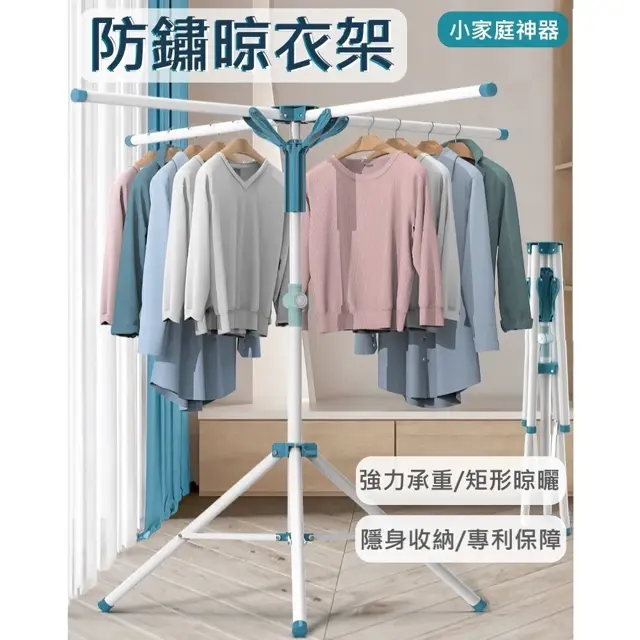 防鏽晾衣架
小家庭神器
強力承重/矩形晾曬
隱身收納/專利保障